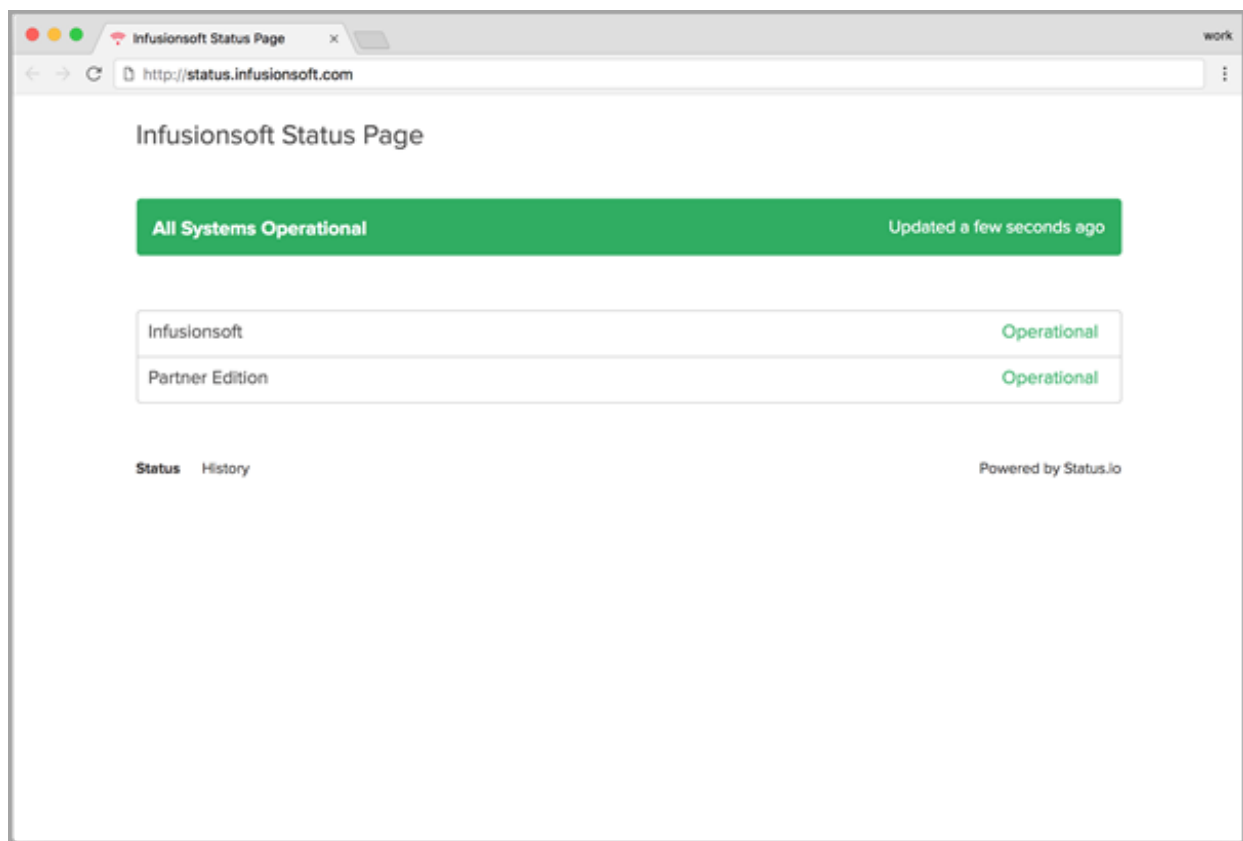 Infusionsoft Status Page
work
http://status.infusionsoft.com
Infusionsoft Status Page
All Systems Operational Updated a few seconds ago
Infusionsoft Operational
Partner Edition Operational
Status History Powered by Status.io